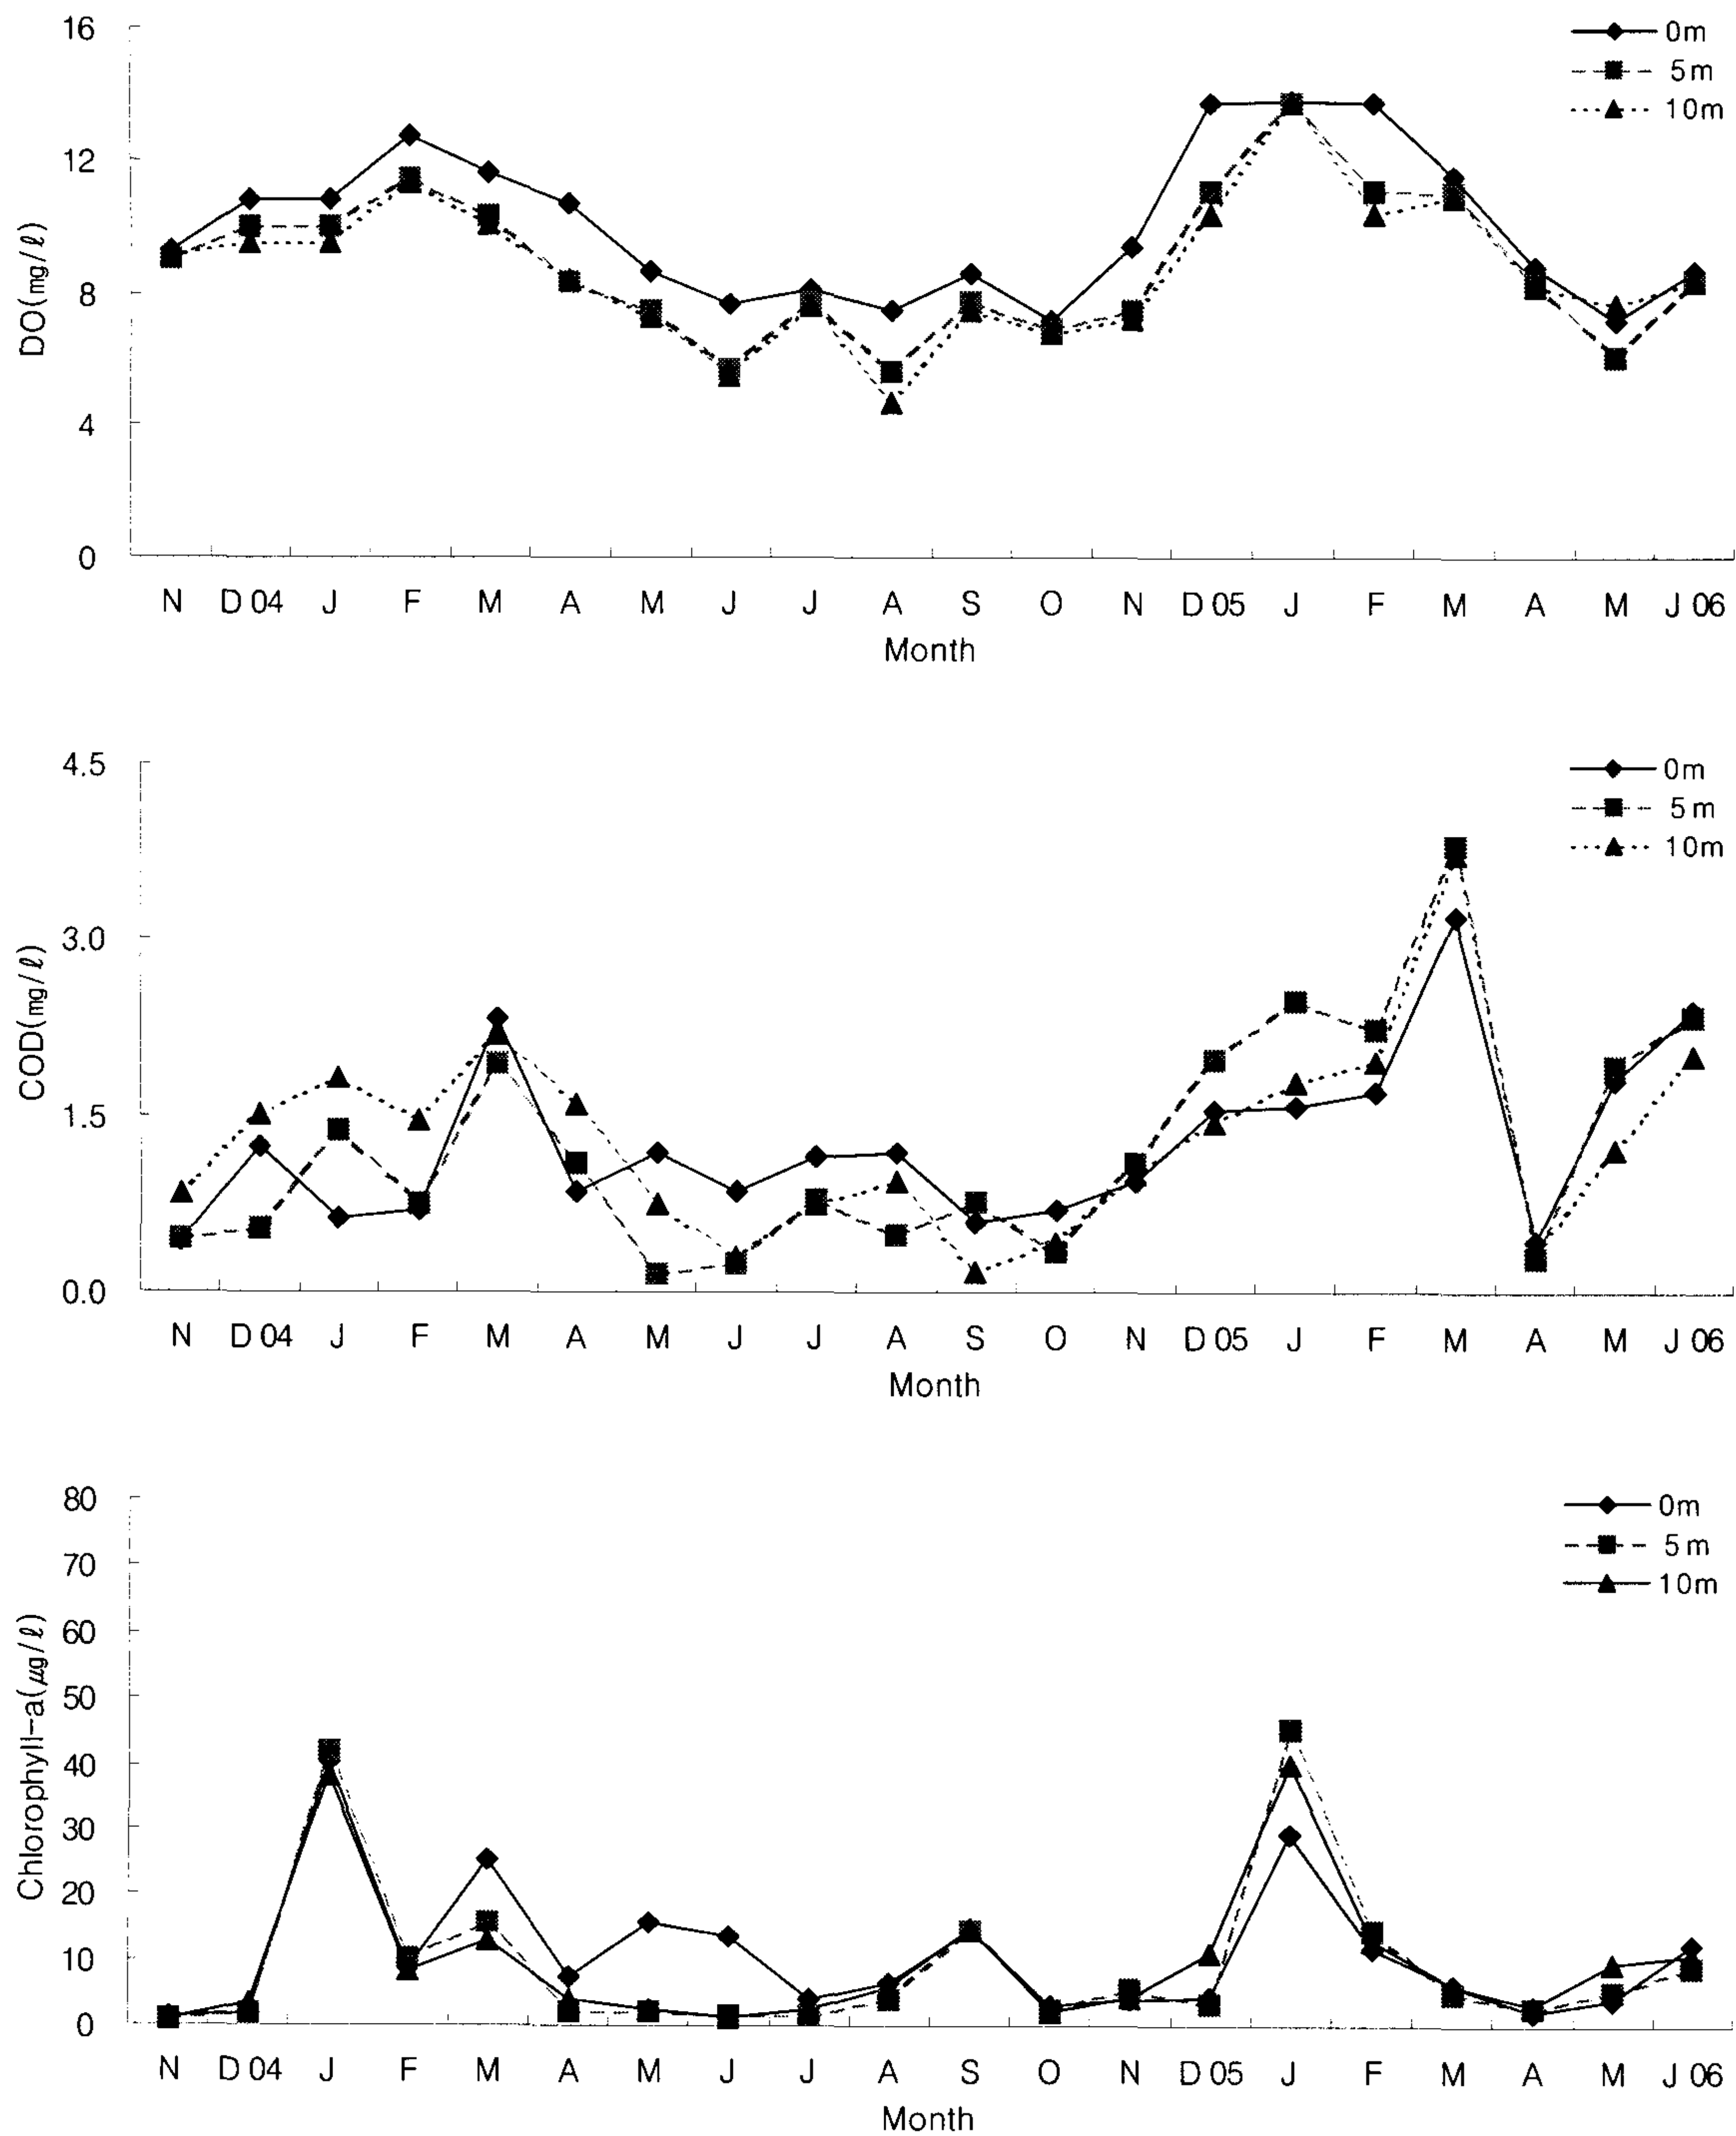 16
12
8
4
0
DO(mg/ℓ)
0m
5m
10m
N D 04 J F M A M J J A S O N D 05 J F M A M J 06
Month
4.5
3.0
1.5
0.0
COD(mg/ℓ)
0m
5m
10m
N D 04 J F M A M J J A S O N D 05 J F M A M J 06
Month
80
70
60
50
40
30
20
10
0
Chlorophyll-a(μg/ℓ)
0m
5m
10m
N D 04 J F M A M J J A S O N D 05 J F M A M J 06
Month